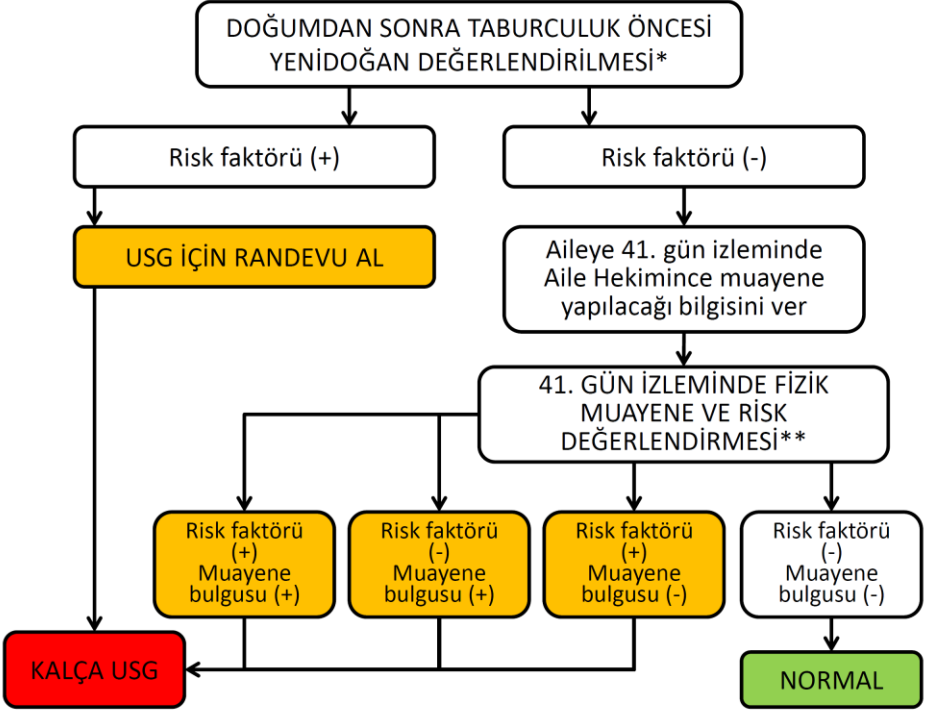 DOĞUMDAN SONRA TABURCULUK ÖNCESİ
YENİDOĞAN DEĞERLENDİRİLMESİ*
Risk faktörü (+)
Risk faktörü (-)
USG İÇİN RANDEVU AL
Aileye 41. gün izleminde
Aile Hekimince muayene
yapılacağı bilgisini ver
41. GÜN İZLEMİNDE FİZİK
MUAYENE VE RİSK
DEĞERLENDİRMESİ**
Risk faktörü
(+)
Muayene
bulgusu (+)
Risk faktörü
(-)
Muayene
bulgusu (+)
Risk faktörü
(+)
Muayene
bulgusu (-)
Risk faktörü
(-)
Muayene
bulgusu (-)
KALÇA USG
NORMAL